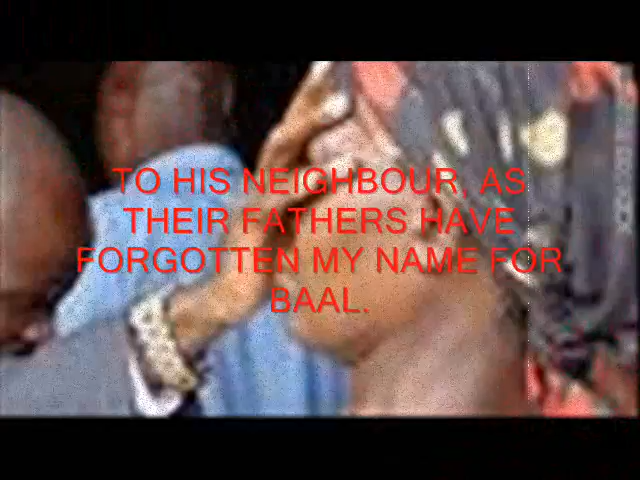 TO HIS NEIGHBOUR, AS
THEIR FATHERS HAVE
FORGOTTEN MY NAME FOR
BAAL.